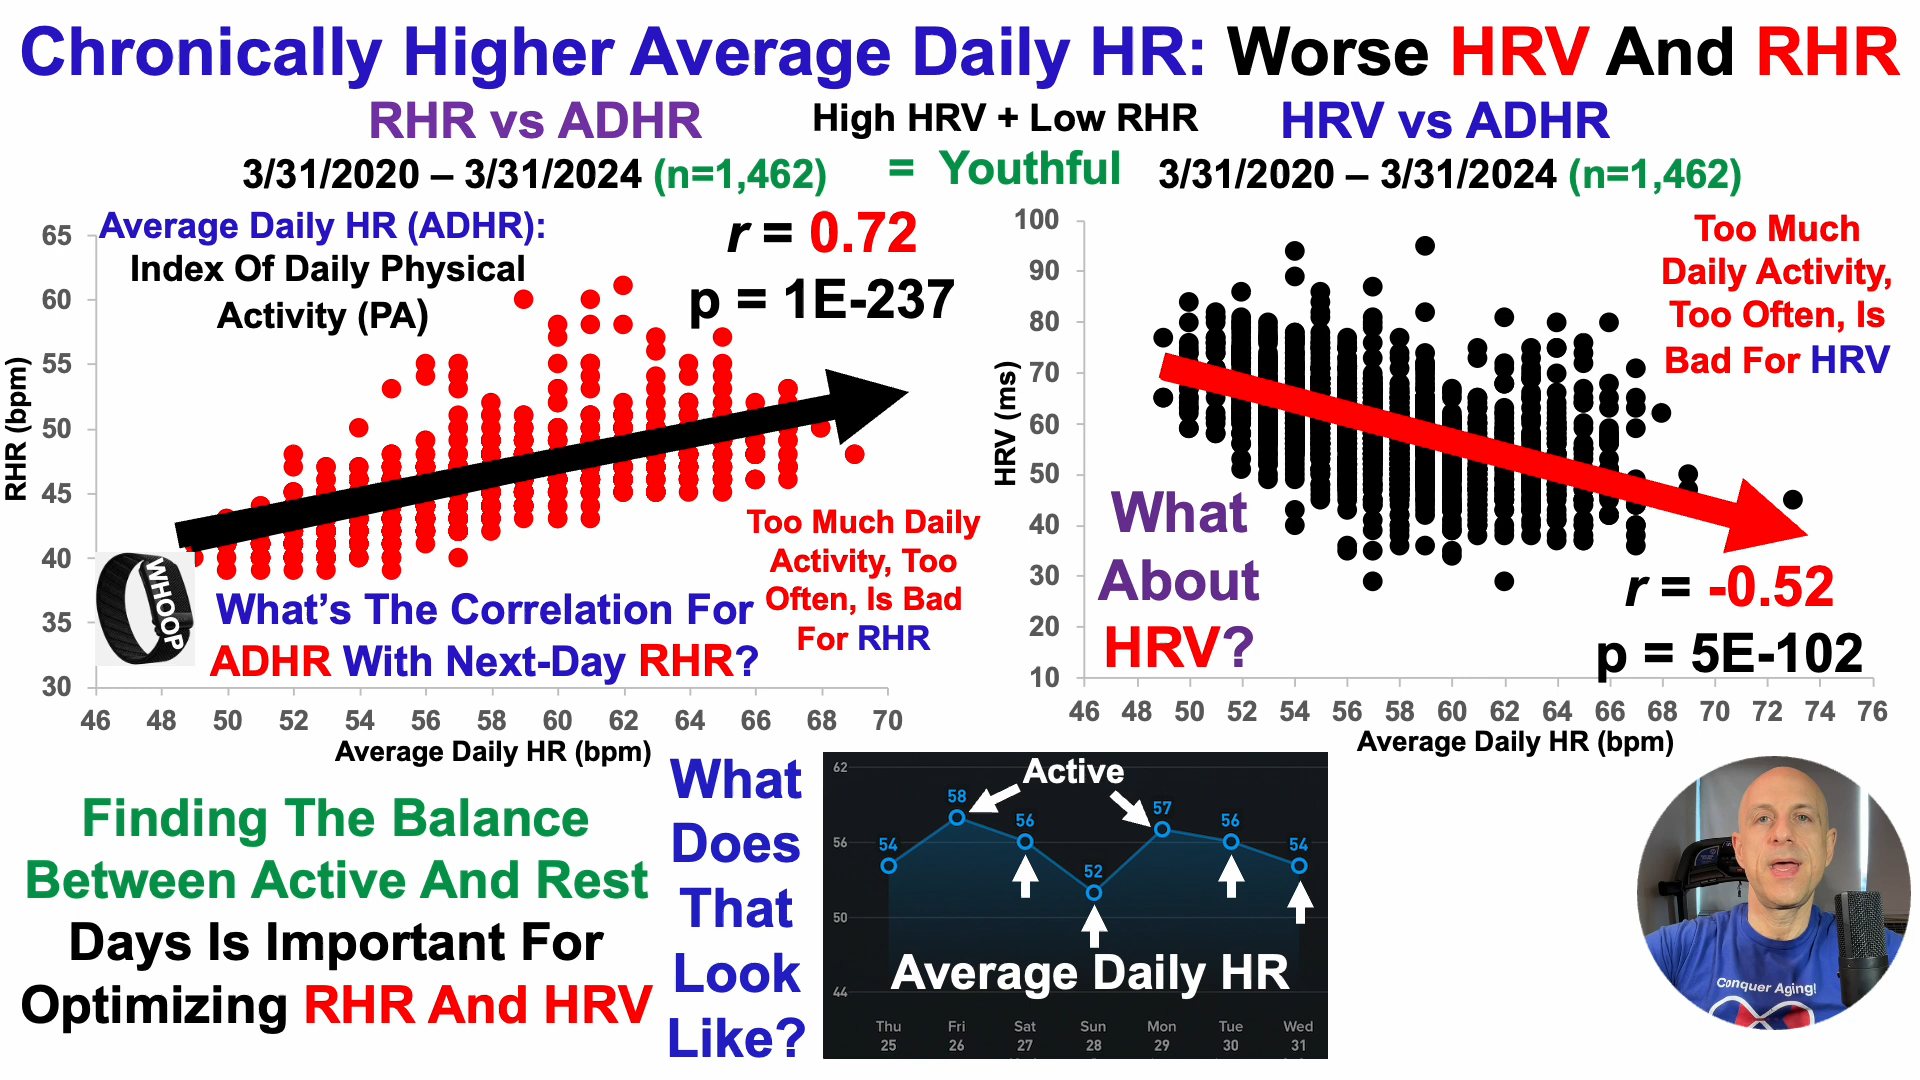 Chronically Higher Average Daily HR: Worse HRV And RHR
RHR vs ADHR
High HRV + Low RHR
HRV vs ADHR
3/31/2020 – 3/31/2024 (n=1,462)
= Youthful
3/31/2020 – 3/31/2024 (n=1,462)
Average Daily HR (ADHR):
Index Of Daily Physical
Activity (PA)
r = 0.72
p = 1E-237
65
60
55
50
45
40
35
30
RHR (bpm)
WHOOP
Too Much Daily
Activity, Too
Often, Is Bad
For RHR
What's The Correlation For
ADHR With Next-Day RHR?
46 48 50 52 54 56 58 60 62 64 66 68 70
Average Daily HR (bpm)
100
90
80
70
60
50
40
30
20
10
HRV (ms)
Too Much
Daily Activity,
Too Often, Is
Bad For HRV
What
About
HRV?
r = -0.52
p = 5E-102
46 48 50 52 54 56 58 60 62 64 66 68 70 72 74 76
Average Daily HR (bpm)
Finding The Balance
Between Active And Rest
Days Is Important For
Optimizing RHR And HRV
What
Does
That
Look
Like?
62
56
50
44
Active
54 58 56 52 57 56 54
Average Daily HR
Thu Fri Sat Sun Mon Tue Wed
25 26 27 28 29 30 31
Conquer Aging!